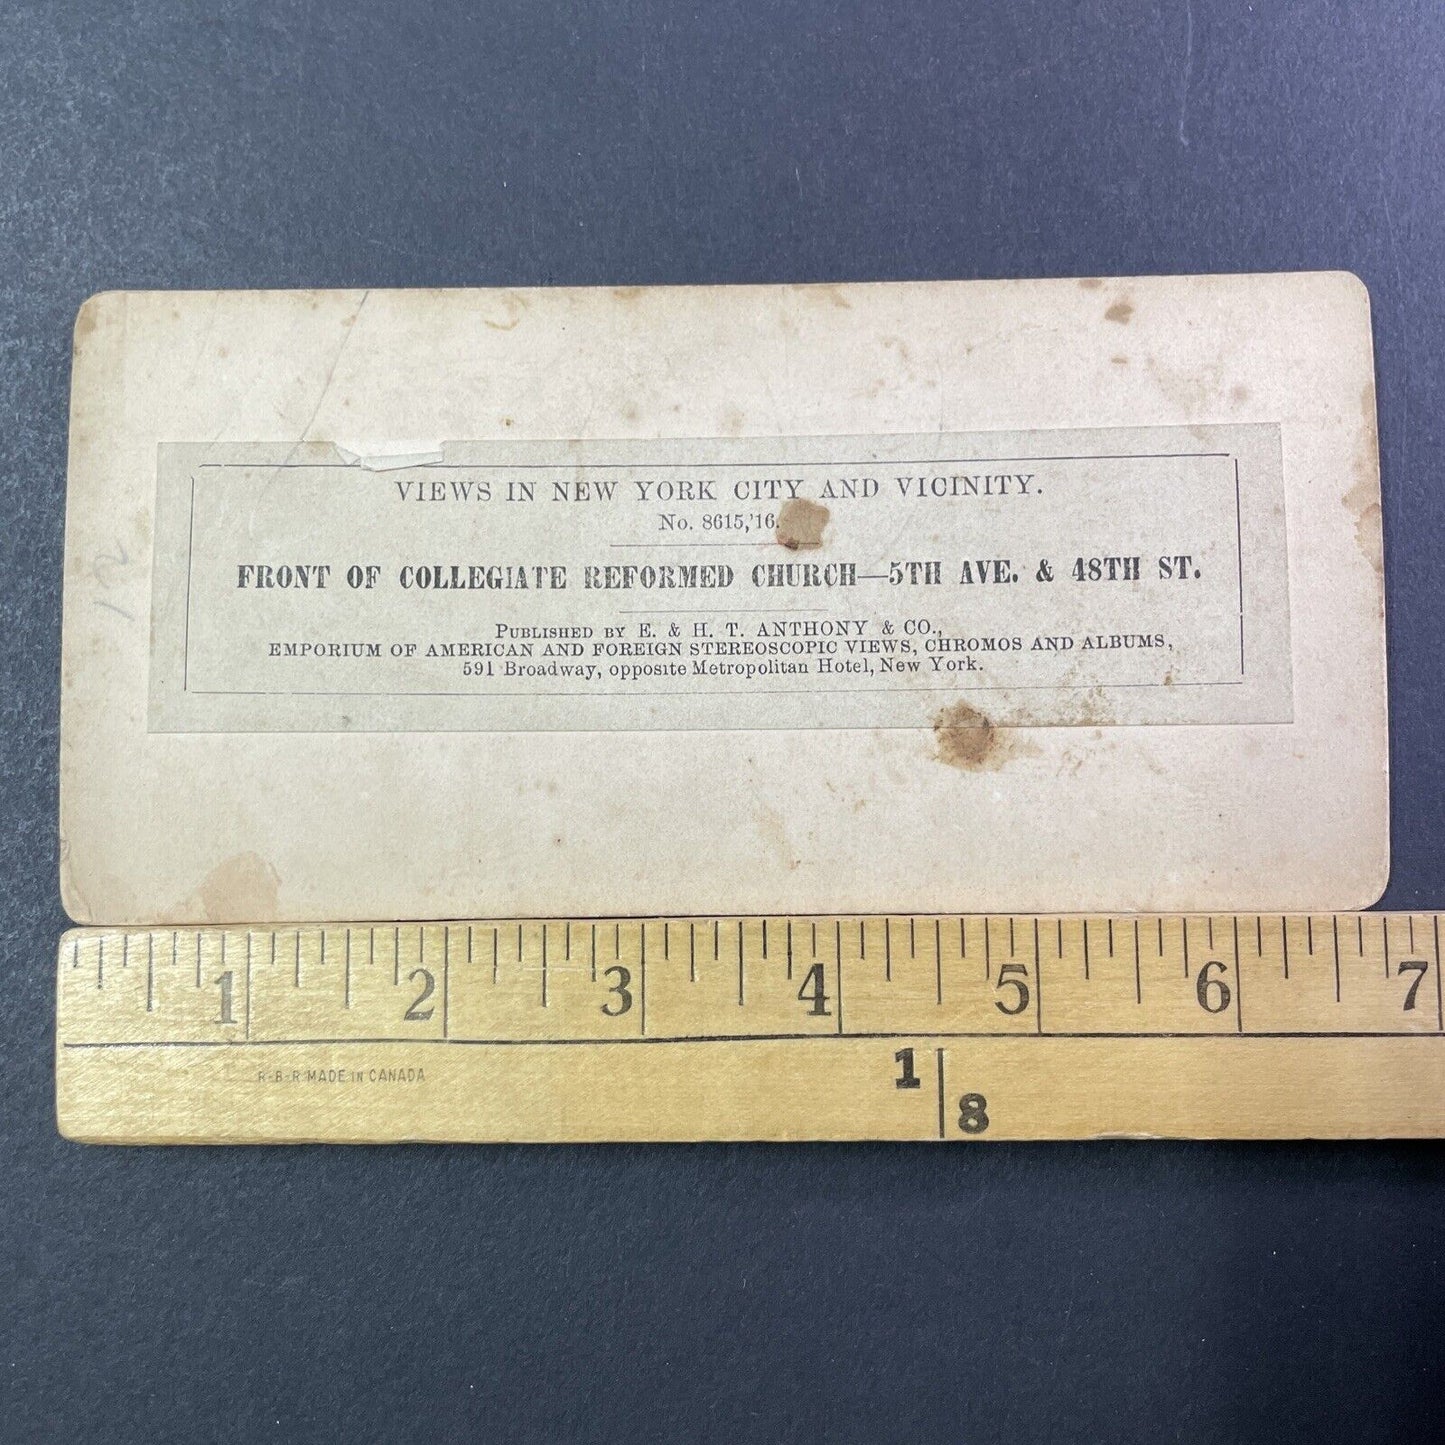 VIEWS IN NEW YORK CITY AND VICINITY.
No. 8615,'16.
FRONT OF COLLEGIATE REFORMED CHURCH—5TH AVE. & 48TH ST.
PUBLISHED BY E. & H. T. ANTHONY & CO.,
EMPORIUM OF AMERICAN AND FOREIGN STEREOSCOPIC VIEWS, CHROMOS AND ALBUMS,
591 Broadway, opposite Metropolitan Hotel, New York.
12
1 2 3 4 5 6 7
R-B-R MADE IN CANADA
1 8